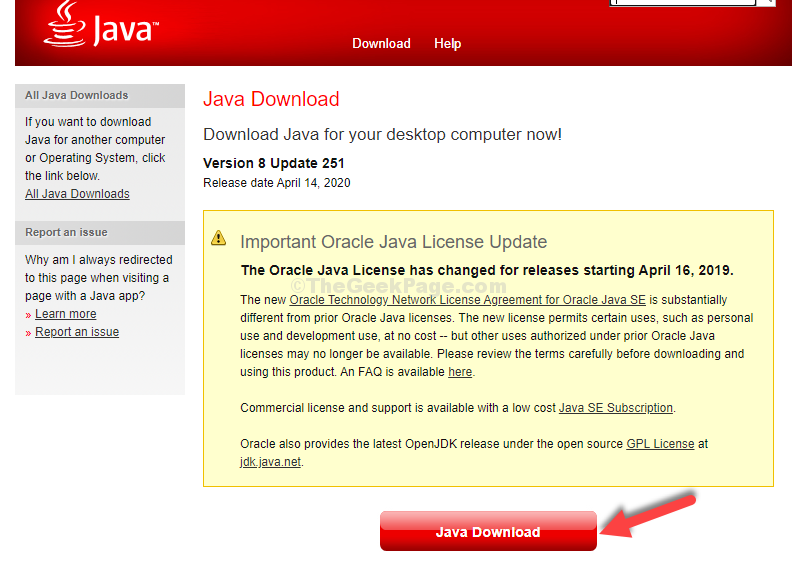 Java™
Download Help
All Java Downloads
If you want to download
Java for another computer
or Operating System, click
the link below.
All Java Downloads
Report an issue
Why am I always redirected
to this page when visiting a
page with a Java app?
» Learn more
» Report an issue
Java Download
Download Java for your desktop computer now!
Version 8 Update 251
Release date April 14, 2020
Important Oracle Java License Update
The Oracle Java License has changed for releases starting April 16, 2019.
©TheGeekPage.com
The new Oracle Technology Network License Agreement for Oracle Java SE is substantially
different from prior Oracle Java licenses. The new license permits certain uses, such as personal
use and development use, at no cost -- but other uses authorized under prior Oracle Java
licenses may no longer be available. Please review the terms carefully before downloading and
using this product. An FAQ is available here.
Commercial license and support is available with a low cost Java SE Subscription.
Oracle also provides the latest OpenJDK release under the open source GPL License at
jdk.java.net.
Java Download